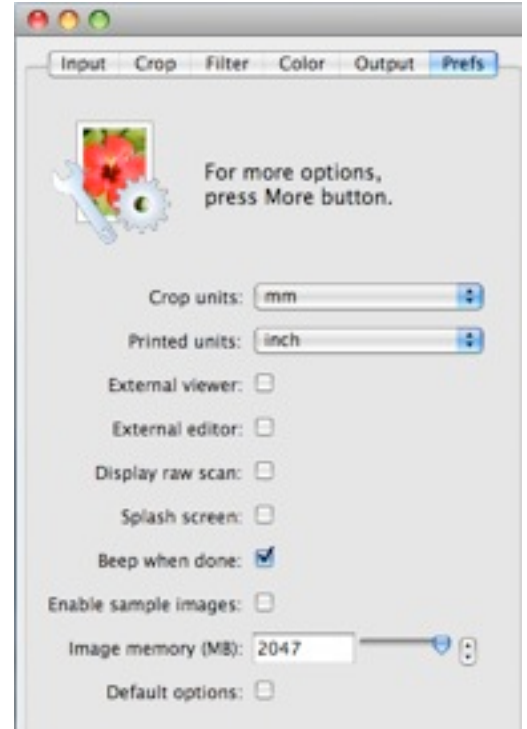 Input Crop Filter Color Output Prefs
For more options,
press More button.
Crop units: mm
Printed units: inch
External viewer:
External editor:
Display raw scan:
Splash screen:
Beep when done:
Enable sample images:
Image memory (MB): 2047
Default options: